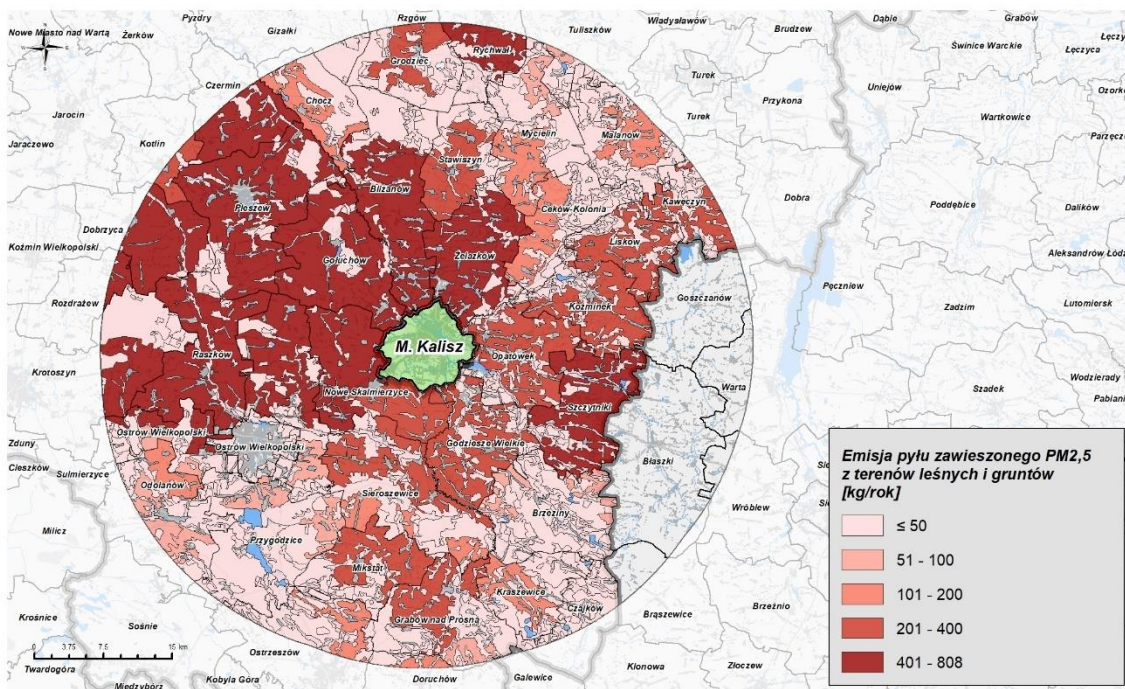 Pyzdry
Rzgów
Dąbie
Grabów
Nowe Miasto nad Wartą
Żerków
Gizałki
Tuliszków
Władysławów
Brudzew
Świnice Warckie
Łęczyca
Rychwał
Grodziec
Czermin
Chocz
Turek
Przykona
Uniejów
Jarocin
Wartkowice
Turek
Mycielin
Malanów
Jaraczewo
Kotlin
Stawiszyn
Blizanów
Pleszew
Ceków-Kolonia
Kawęczyn
Dobra
Poddębice
Dalików
Dobrzyca
Lisków
Koźmin Wielkopolski
Gołuchów
Żelazków
Rozdrażew
Koźminek
Goszczanów
Pęczniew
Zadzim
Lutomiersk
M. Kalisz
Raszków
Opatówek
Krotoszyn
Nowe Skalmierzyce
Warta
Szadek
Wodzierady
Szczytniki
Zduny
Ostrów Wielkopolski
Ostrów Wielkopolski
Godziesze Wielkie
Cieszków
Sulmierzyce
Błaszki
Odolanów
Sieroszewice
Brzeziny
Wróblew
Milicz
Przygodzice
Mikstat
Kraszewice
Czajków
Brąszewice
Brzeźnio
Krośnice
Sośnie
Grabów nad Prosną
0 3,75 7,5 15 km
Ostrzeszów
Twardogóra
Międzybórz
Kobyla Góra
Doruchów
Galewice
Klonowa
Złoczew
Emisja pyłu zawieszonego PM2,5
z terenów leśnych i gruntów
[kg/rok]
≤ 50
51 - 100
101 - 200
201 - 400
401 - 808